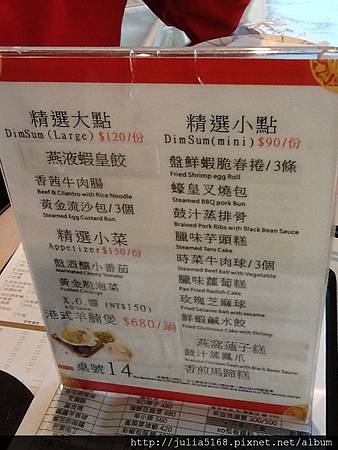 精選大點
DimSum(Large) $120/份
燕液蝦皇餃
香茜牛肉腸
Beef & Cilantro with Rice Noodle
黃金流沙包/3個
Steamed Egg Custard Bun
精選小菜
Appetizer $150/份
盤酒釀小番茄
Marinated Cherry Tomato
黃金脆泡菜
X.O.醬 (NT$150)
X.O. Sauce
港式羊腩煲 $680/鍋
桌號 14
精選小點
DimSum(mini) $90/份
盤鮮蝦脆春捲/3條
Fried Shrimp egg Roll
蠔皇叉燒包
Steamed BBQ pork Bun
鼓汁蒸排骨
Braised Pork Ribs with Black Bean Sauce
臘味芋頭糕
Steamed Taro Cake
時菜牛肉球/3個
Steamed Beef Ball with Vegetable
臘味蘿蔔糕
Pan Fried Radish Cake
玫瑰芝麻球
Fried Sesame Ball with sesame
鮮蝦鹹水餃
Fried Glutinous Cake with Shrimp
燕窩蓮子糕
鼓汁蒸鳳爪
香煎馬蹄糕
http://julia5168.pixnet.net/album